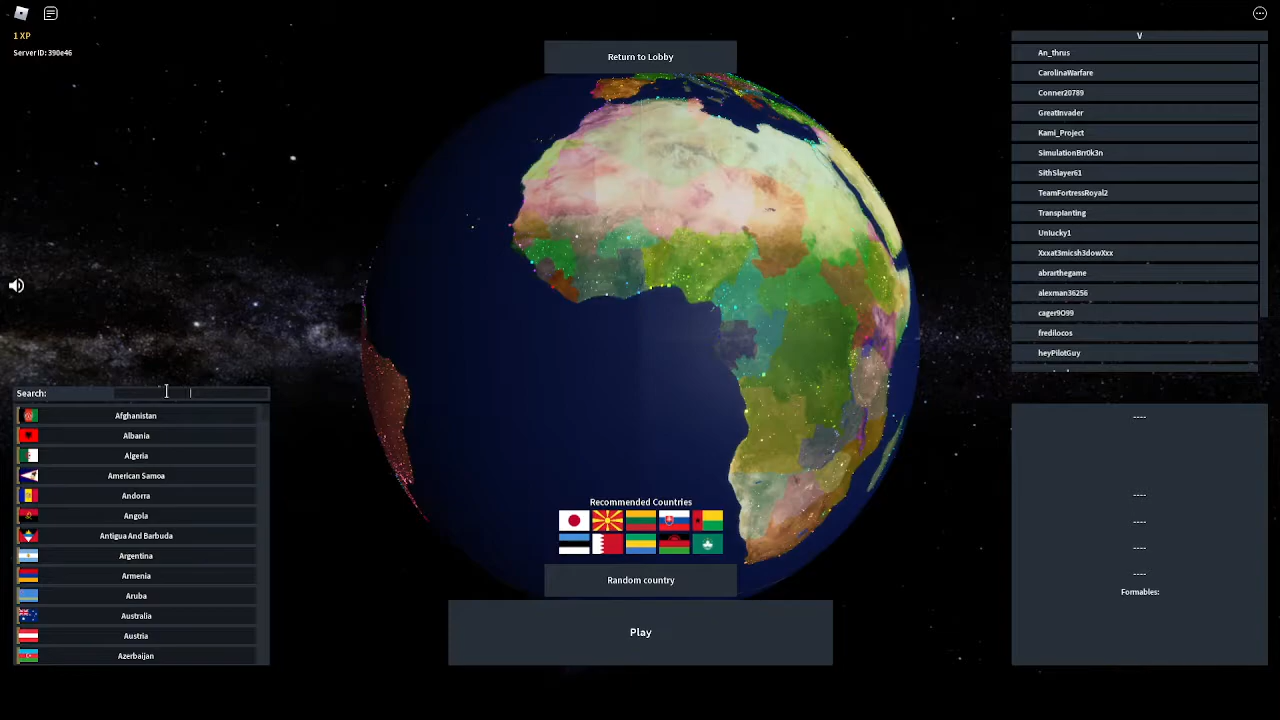 1 XP
Server ID: 390e46
Return to Lobby
V
An_thrus
CarolinaWarfare
Conner20789
GreatInvader
Kami_Project
SimulationBrr0k3n
SithSlayer61
TeamFortressRoyal2
Transplanting
Unlucky1
Xxxat3micsh3dowXxx
abrarthegame
alexman36256
cager9O99
fredilocos
heyPilotGuy
Search:
Afghanistan
Albania
Algeria
American Samoa
Andorra
Angola
Antigua And Barbuda
Argentina
Armenia
Aruba
Australia
Austria
Azerbaijan
Recommended Countries
Random country
Play
----
----
----
----
----
Formables: